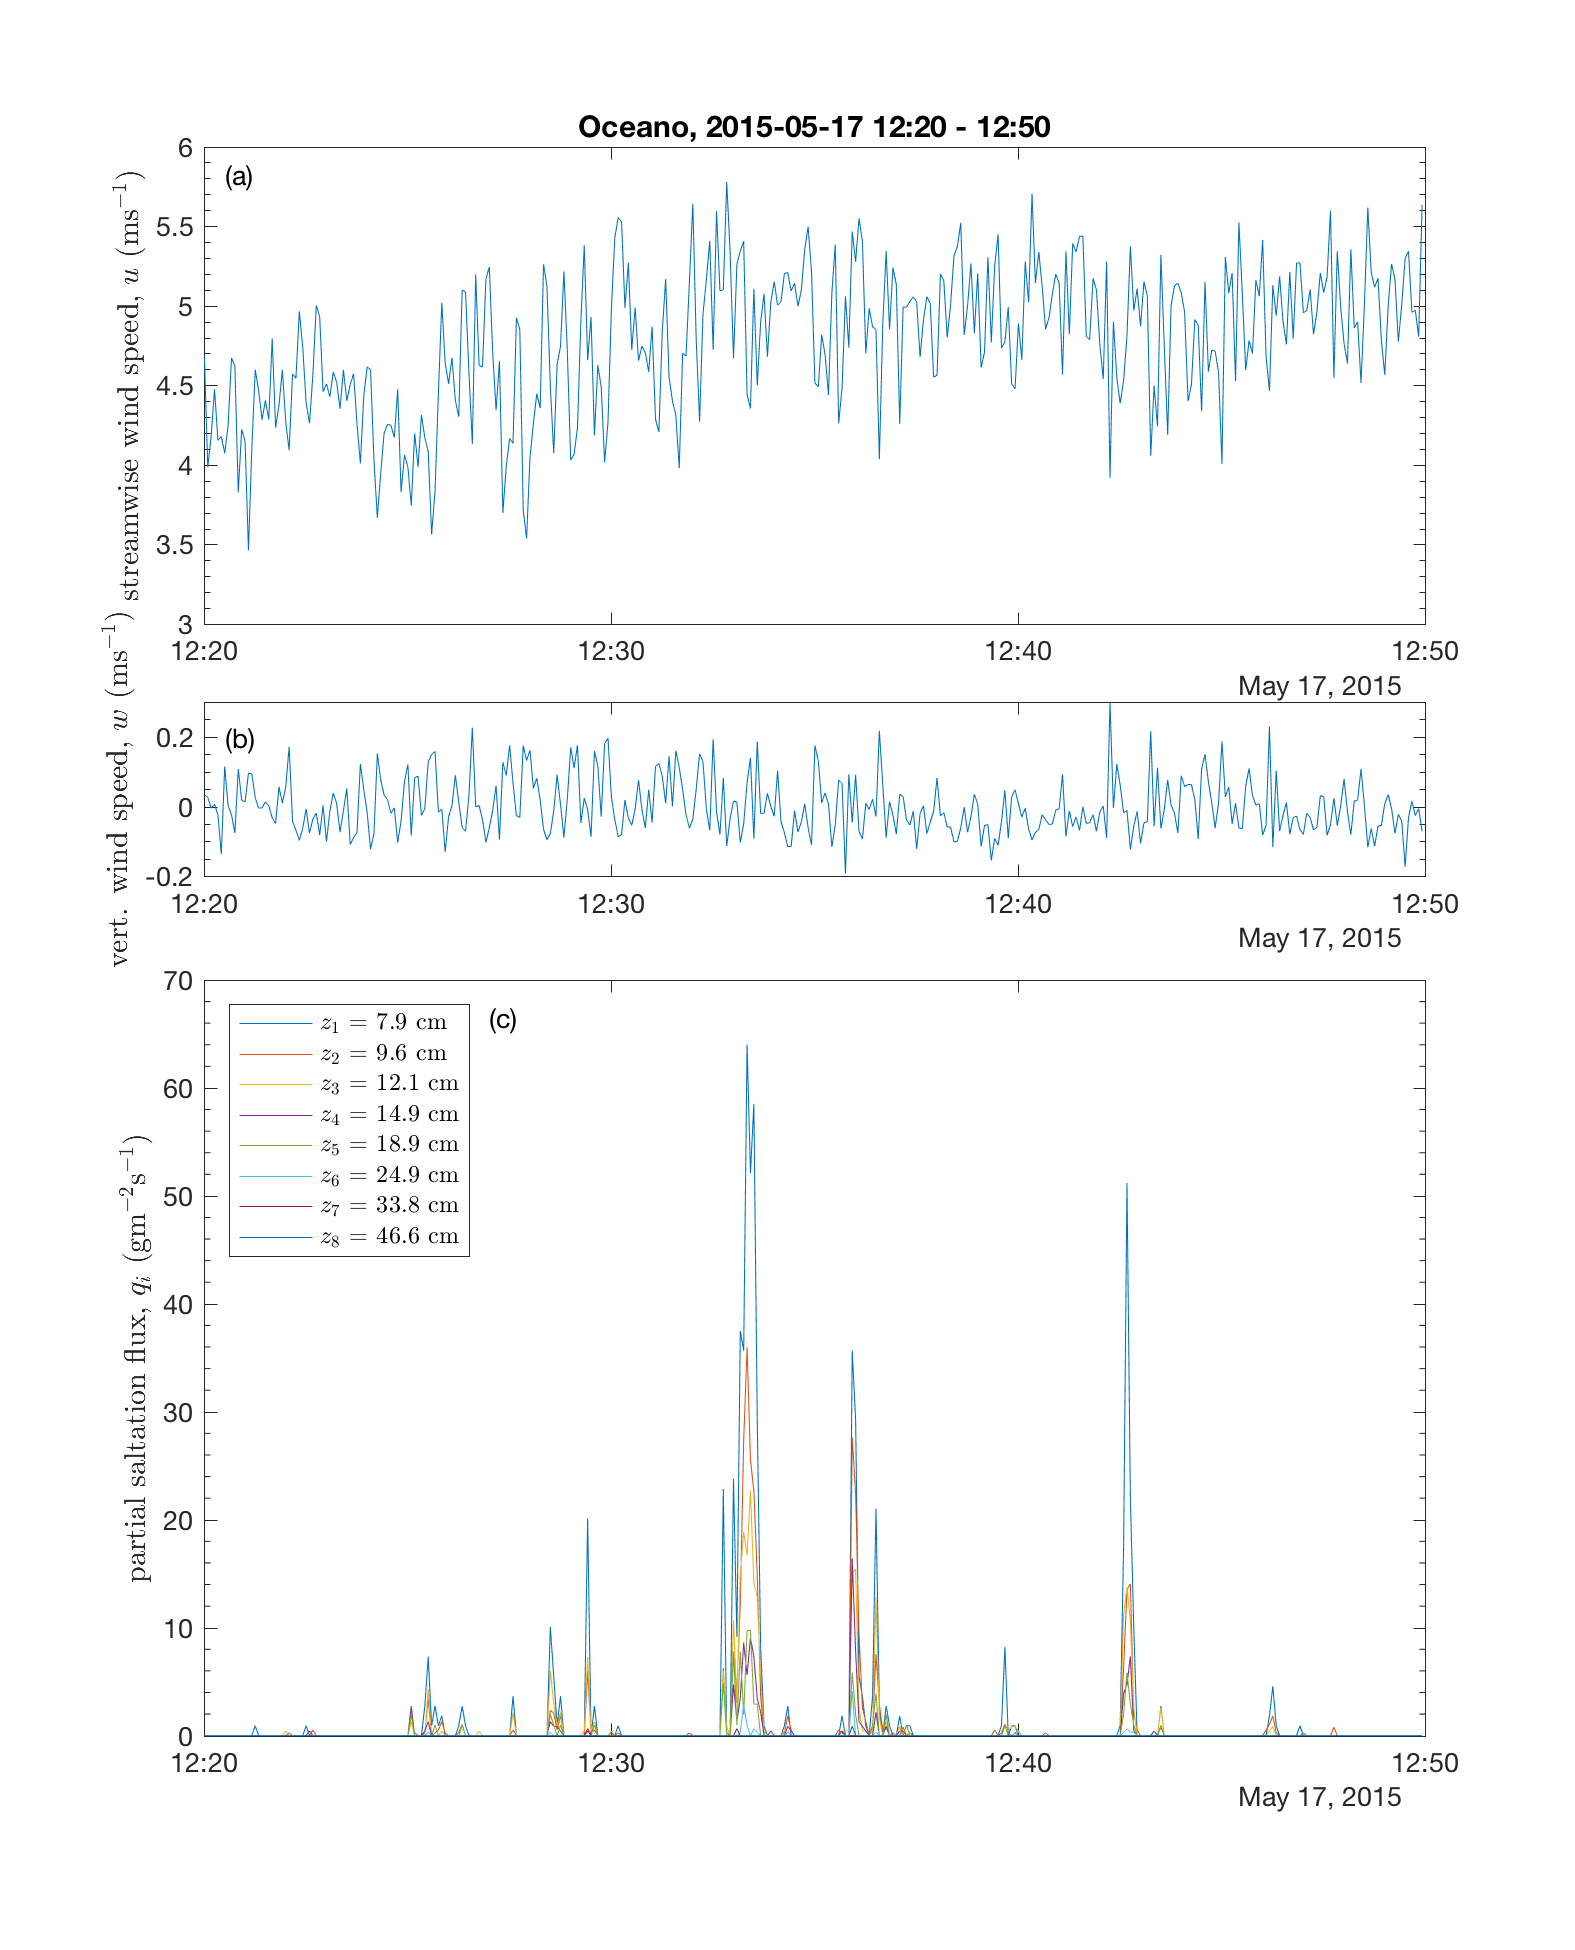 Oceano, 2015-05-17 12:20 - 12:50
(a)
streamwise wind speed, u (ms⁻¹)
6
5.5
5
4.5
4
3.5
3
12:20 12:30 12:40 12:50
May 17, 2015
(b)
vert. wind speed, w (ms⁻¹)
0.2
0
-0.2
12:20 12:30 12:40 12:50
May 17, 2015
(c)
partial saltation flux, qᵢ (gm⁻²s⁻¹)
70
60
50
40
30
20
10
0
z₁ = 7.9 cm
z₂ = 9.6 cm
z₃ = 12.1 cm
z₄ = 14.9 cm
z₅ = 18.9 cm
z₆ = 24.9 cm
z₇ = 33.8 cm
z₈ = 46.6 cm
12:20 12:30 12:40 12:50
May 17, 2015